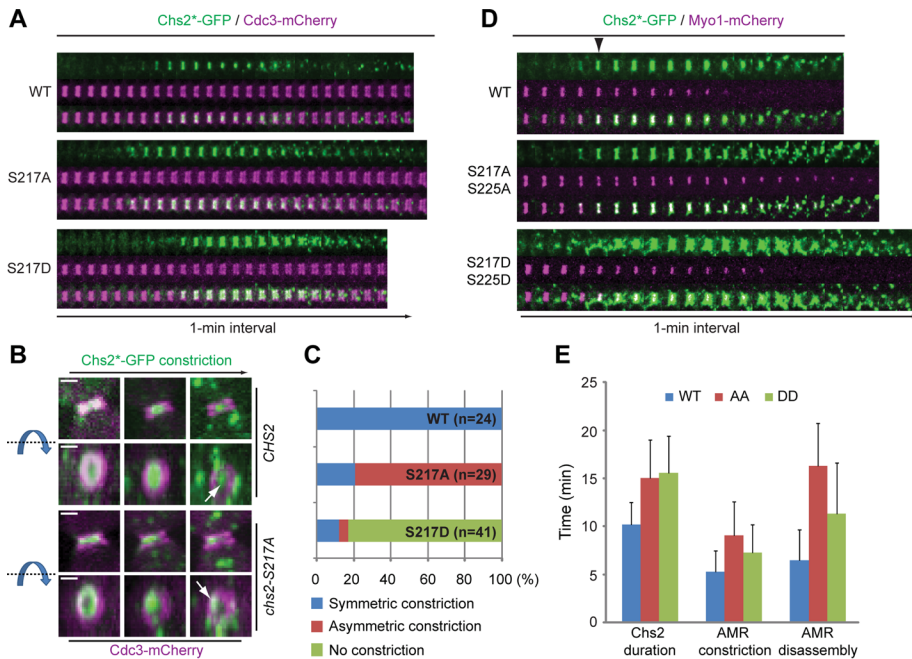 A
Chs2*-GFP / Cdc3-mCherry
WT
S217A
S217D
1-min interval
B
Chs2*-GFP constriction
CHS2
chs2-S217A
Cdc3-mCherry
C
WT (n=24)
S217A (n=29)
S217D (n=41)
0 20 40 60 80 100 (%)
Symmetric constriction
Asymmetric constriction
No constriction
D
Chs2*-GFP / Myo1-mCherry
WT
S217A
S225A
S217D
S225D
1-min interval
E
WT AA DD
Time (min)
25
20
15
10
5
0
Chs2
duration
AMR
constriction
AMR
disassembly